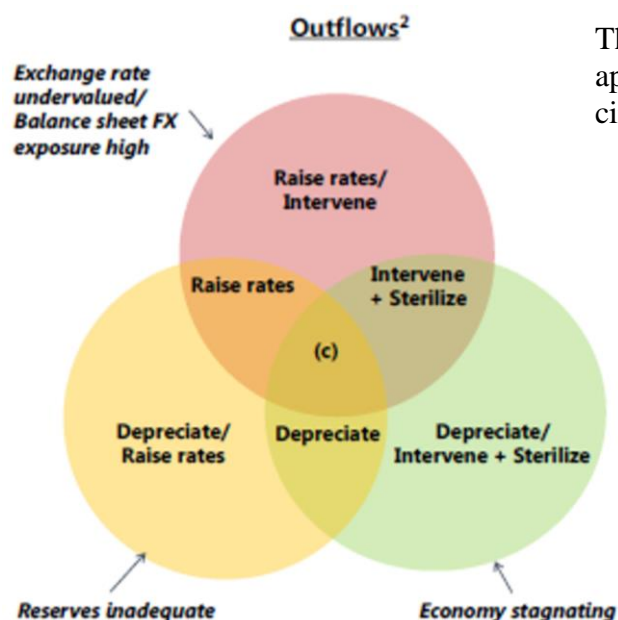 Outflows²
Exchange rate
undervalued/
Balance sheet FX
exposure high
Raise rates/
Intervene
Raise rates
Intervene
+ Sterilize
(c)
Depreciate/
Raise rates
Depreciate
Depreciate/
Intervene + Sterilize
Reserves inadequate
Economy stagnating